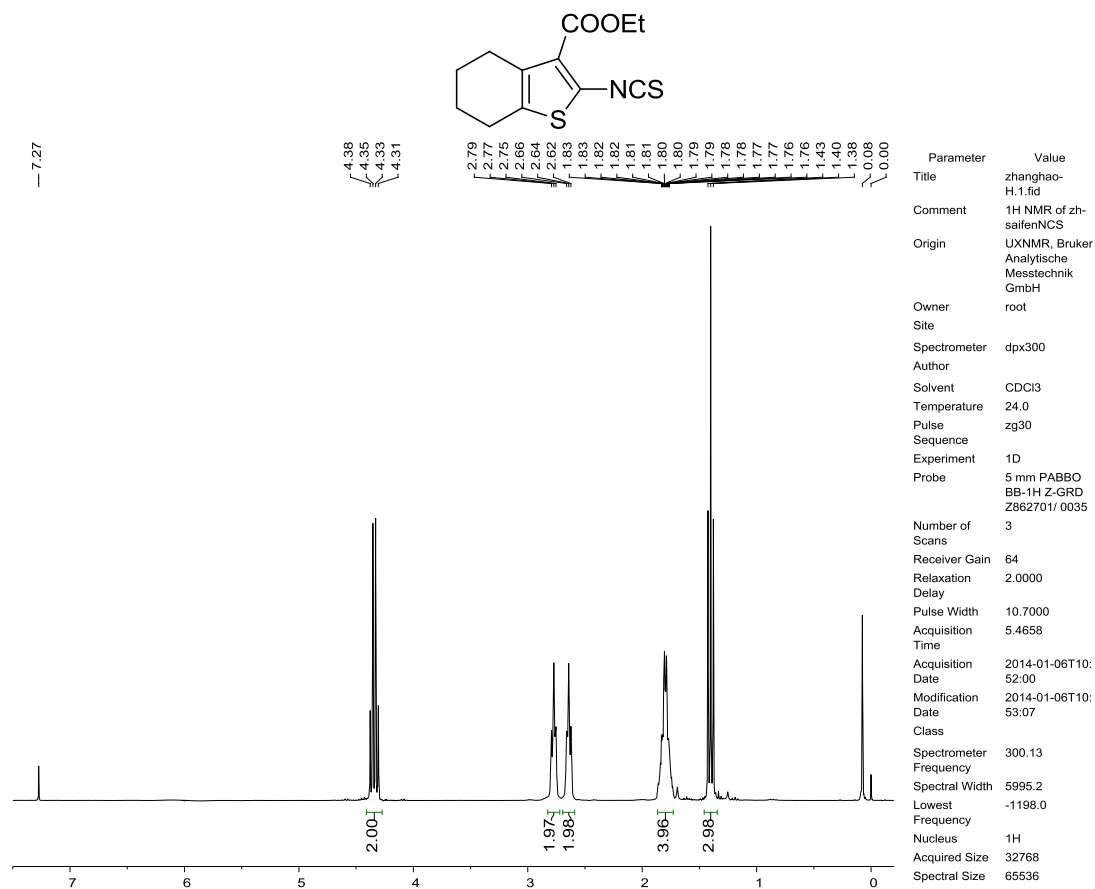 COOEt
NCS
S
7.27
4.38
4.35
4.33
4.31
2.79
2.77
2.75
2.66
2.64
2.62
1.83
1.83
1.82
1.82
1.81
1.81
1.80
1.80
1.79
1.79
1.78
1.78
1.77
1.77
1.76
1.76
1.43
1.40
1.38
0.08
0.00
Parameter Value
Title zhanghao-
H.1.fid
Comment 1H NMR of zh-
saifenNCS
Origin UXNMR, Bruker
Analytische
Messtechnik
GmbH
Owner root
Site
Spectrometer dpx300
Author
Solvent CDCl3
Temperature 24.0
Pulse zg30
Sequence
Experiment 1D
Probe 5 mm PABBO
BB-1H Z-GRD
Z862701/ 0035
Number of 3
Scans
Receiver Gain 64
Relaxation 2.0000
Delay
Pulse Width 10.7000
Acquisition 5.4658
Time
Acquisition 2014-01-06T10:
Date 52:00
Modification 2014-01-06T10:
Date 53:07
Class
Spectrometer 300.13
Frequency
Spectral Width 5995.2
Lowest -1198.0
Frequency
Nucleus 1H
Acquired Size 32768
Spectral Size 65536
2.00
1.97
1.98
3.96
2.98
7 6 5 4 3 2 1 0